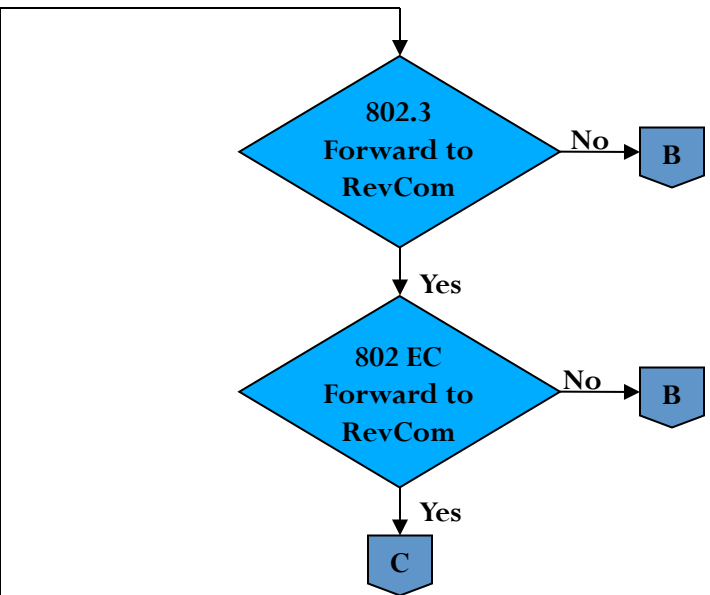 802.3
Forward to
RevCom
No
B
Yes
802 EC
Forward to
RevCom
No
B
Yes
C